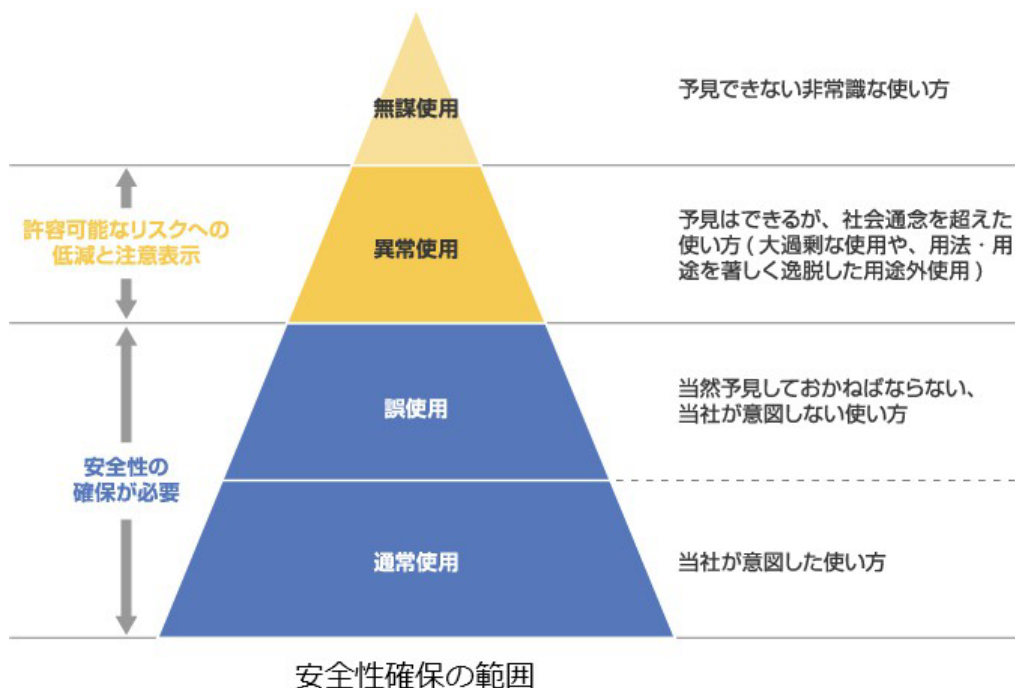 無謀使用
予見できない非常識な使い方
許容可能なリスクへの
低減と注意表示
異常使用
予見はできるが、社会通念を超えた
使い方(大過剰な使用や、用法・用
途を著しく逸脱した用途外使用)
誤使用
当然予見しておかねばならない、
当社が意図しない使い方
安全性の
確保が必要
通常使用
当社が意図した使い方
安全性確保の範囲